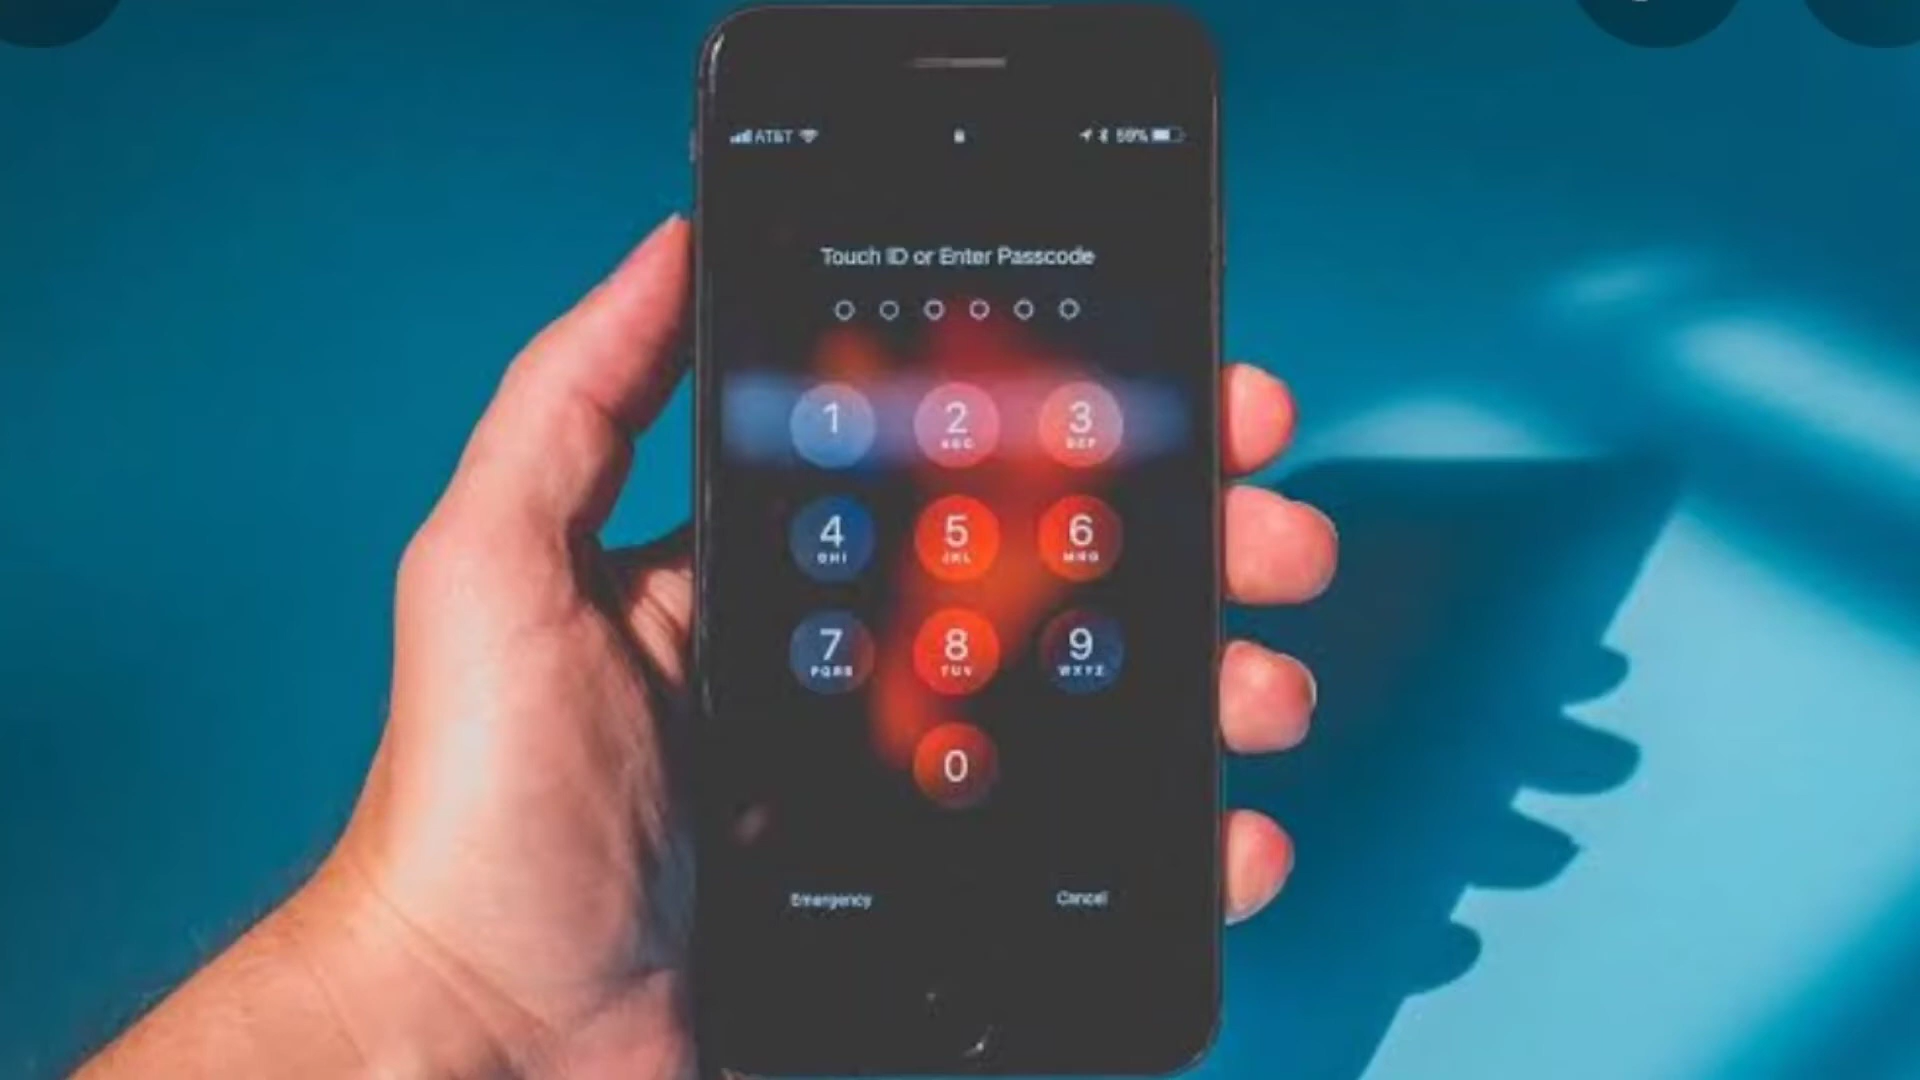 AT&T 59%
Touch ID or Enter Passcode
1 2 3
ABC DEF
4 5 6
GHI JKL MNO
7 8 9
PQRS TUV WXYZ
0
Emergency Cancel